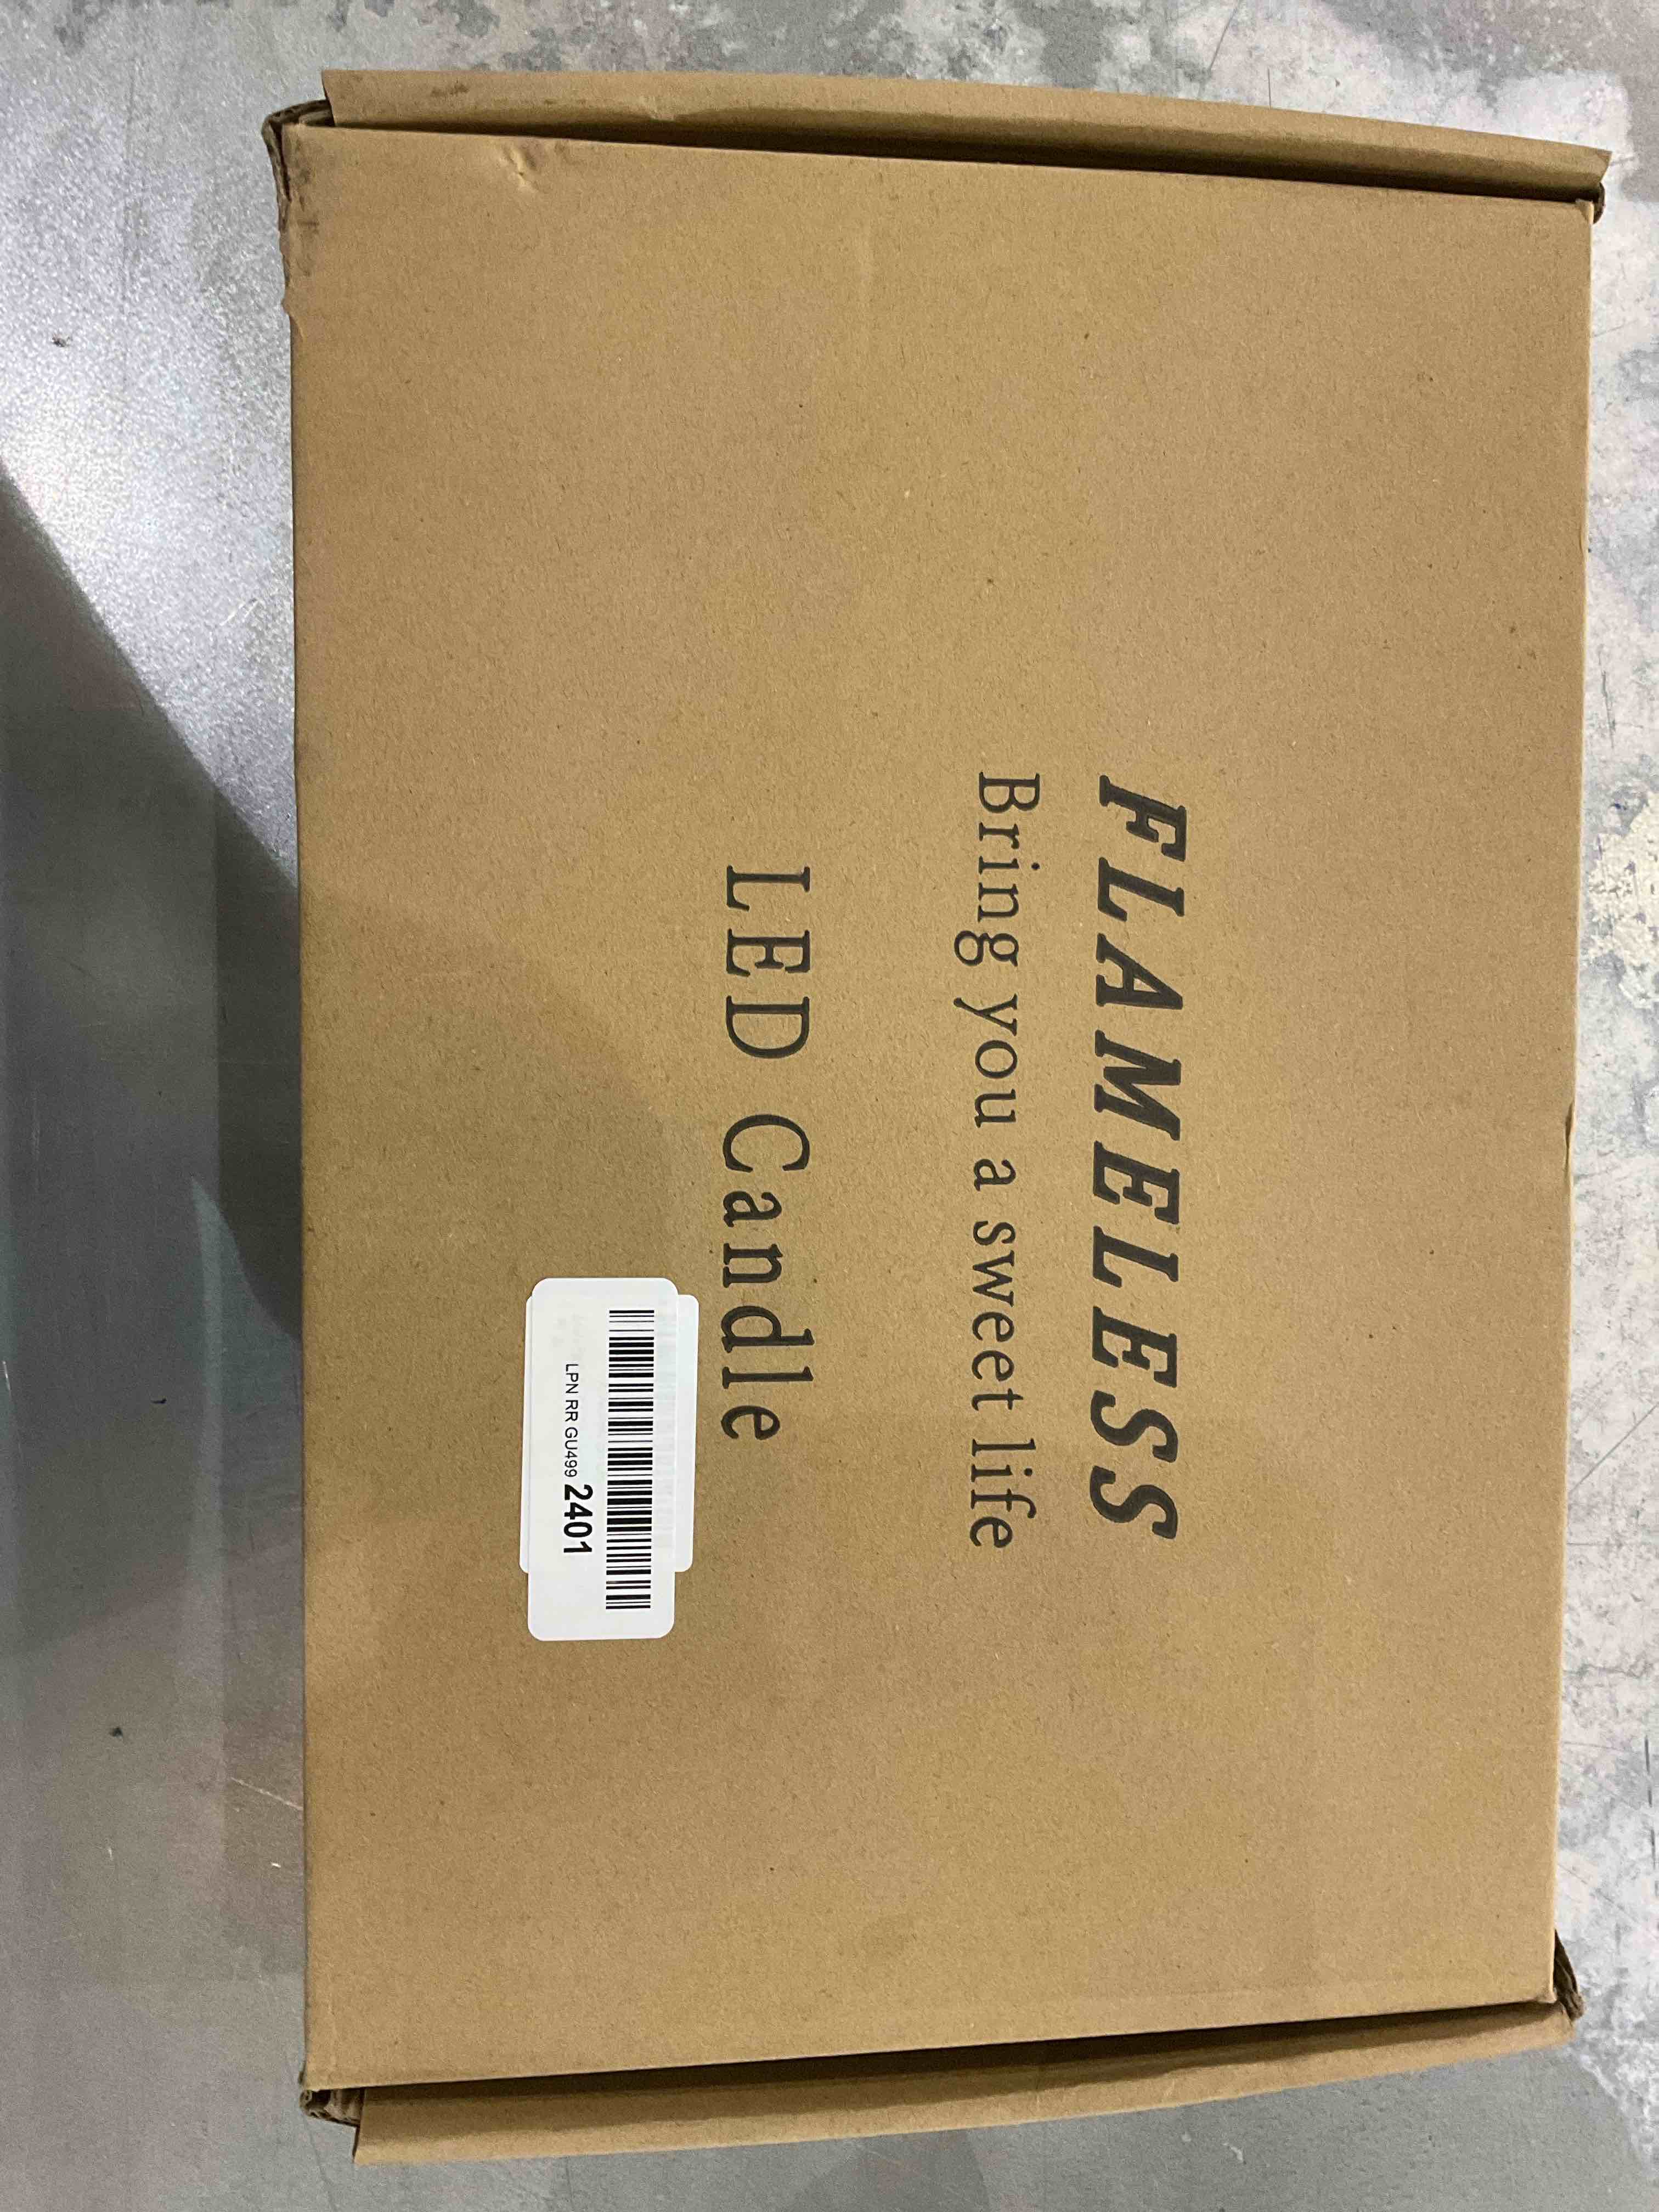 FLAMELESS
Bring you a sweet life
LED Candle
LPN RR GU499 2401